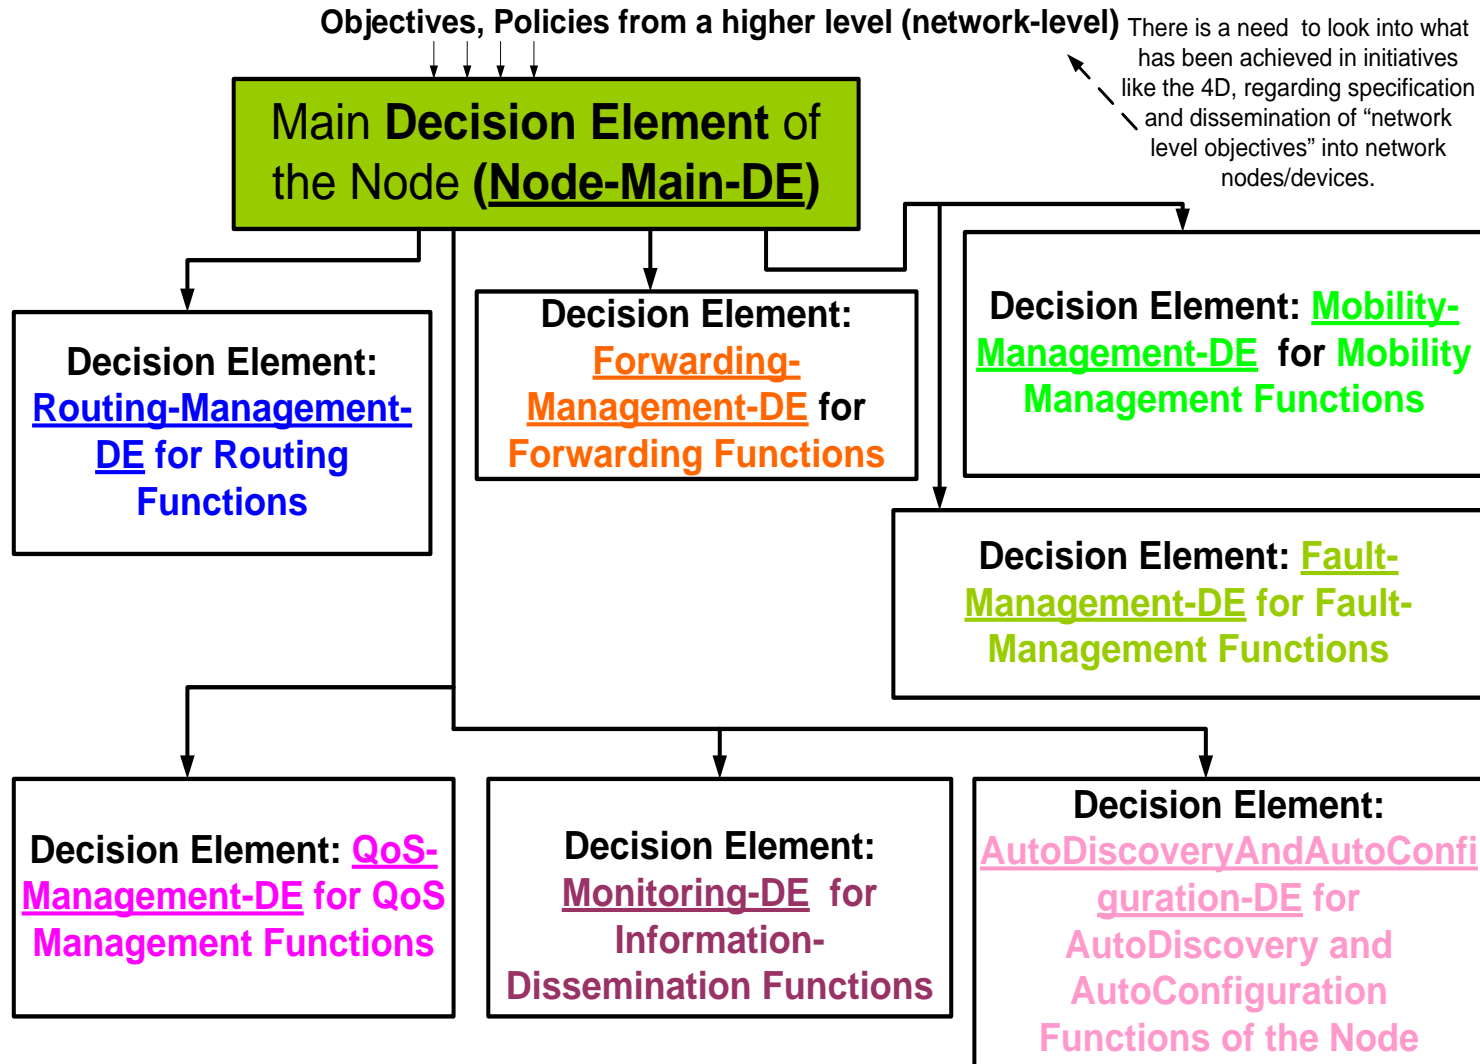 Objectives, Policies from a higher level (network-level)
There is a need  to look into what
has been achieved in initiatives
like the 4D, regarding specification
and dissemination of “network
level objectives” into network
nodes/devices.
Main Decision Element of
the Node (Node-Main-DE)
Decision Element:
Routing-Management-
DE for Routing
Functions
Decision Element:
Forwarding-
Management-DE for
Forwarding Functions
Decision Element: Mobility-
Management-DE  for Mobility
Management Functions
Decision Element: Fault-
Management-DE for Fault-
Management Functions
Decision Element: QoS-
Management-DE for QoS
Management Functions
Decision Element:
Monitoring-DE  for
Information-
Dissemination Functions
Decision Element:
AutoDiscoveryAndAutoConfi
guration-DE for
AutoDiscovery and
AutoConfiguration
Functions of the Node